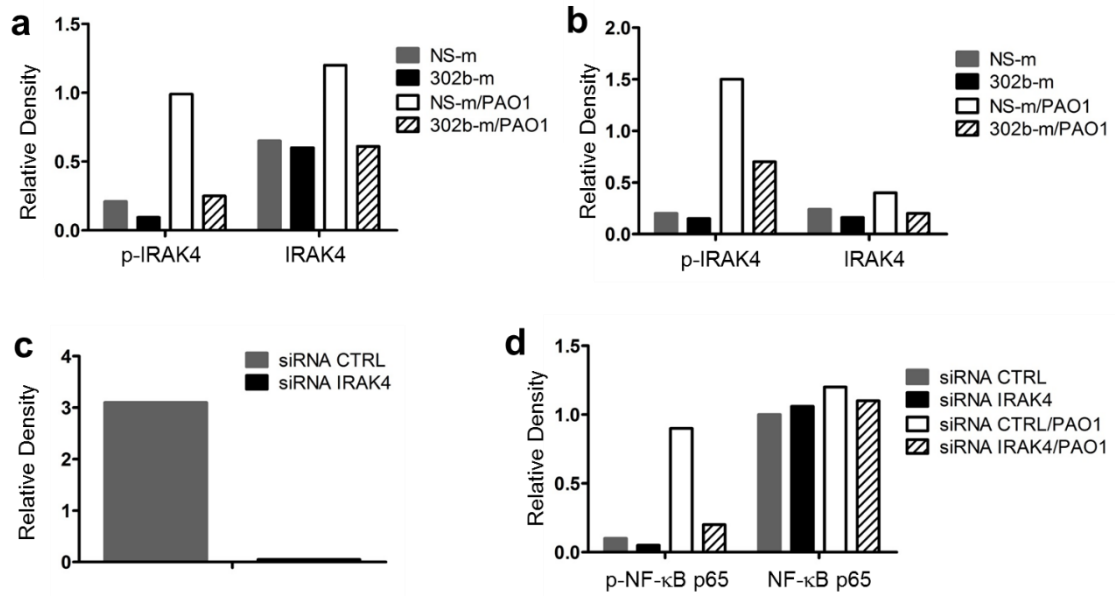 a
Relative Density
1.5
1.0
0.5
0.0
p-IRAK4
IRAK4
NS-m
302b-m
NS-m/PAO1
302b-m/PAO1
b
Relative Density
2.0
1.5
1.0
0.5
0.0
p-IRAK4
IRAK4
NS-m
302b-m
NS-m/PAO1
302b-m/PAO1
c
Relative Density
4
3
2
1
0
siRNA CTRL
siRNA IRAK4
d
Relative Density
1.5
1.0
0.5
0.0
p-NF-κB p65
NF-κB p65
siRNA CTRL
siRNA IRAK4
siRNA CTRL/PAO1
siRNA IRAK4/PAO1